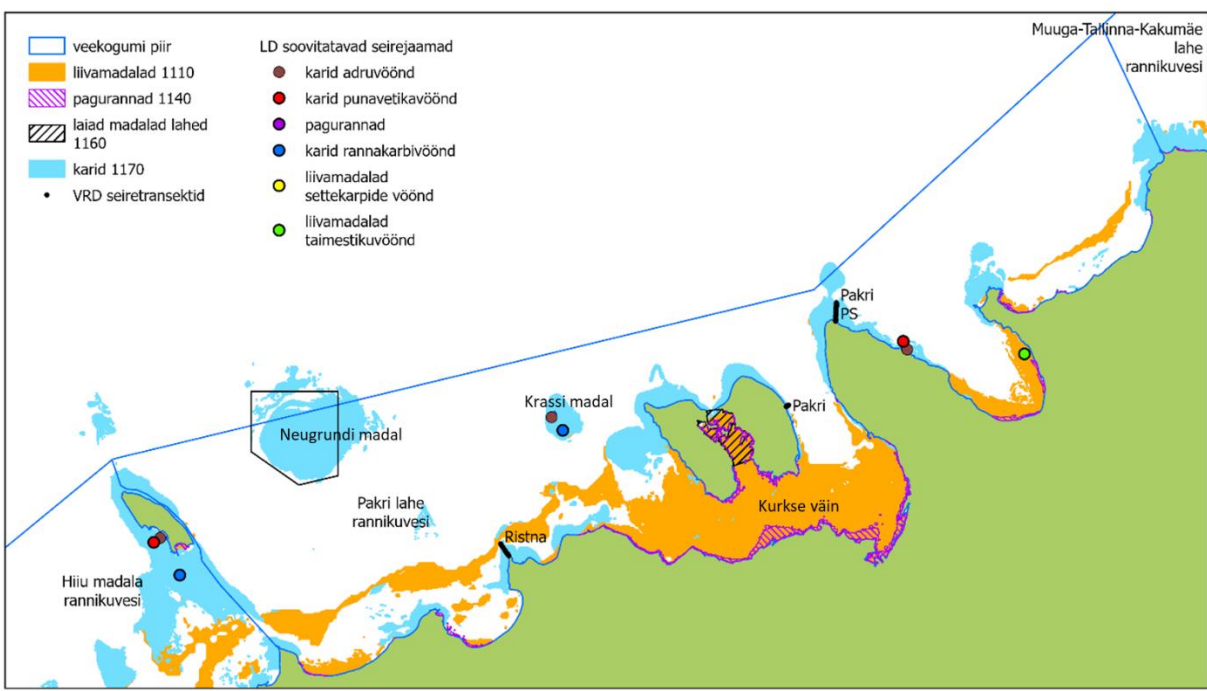 veekogumi piir
liivamadalad 1110
pagurannad 1140
laiad madalad lahed
1160
karid 1170
VRD seiretransektid
LD soovitatavad seirejaamad
karid adruvöönd
karid punavetikavöönd
pagurannad
karid rannakarbivöönd
liivamadalad
settekarpide vöönd
liivamadalad
taimestikuvöönd
Muuga-Tallinna-Kakumäe
lahe
rannikuvesi
Pakri
PS
Krassi madal
Pakri
Neugrundi madal
Pakri lahe
rannikuvesi
Kurkse väin
Ristna
Hiiu madala
rannikuvesi